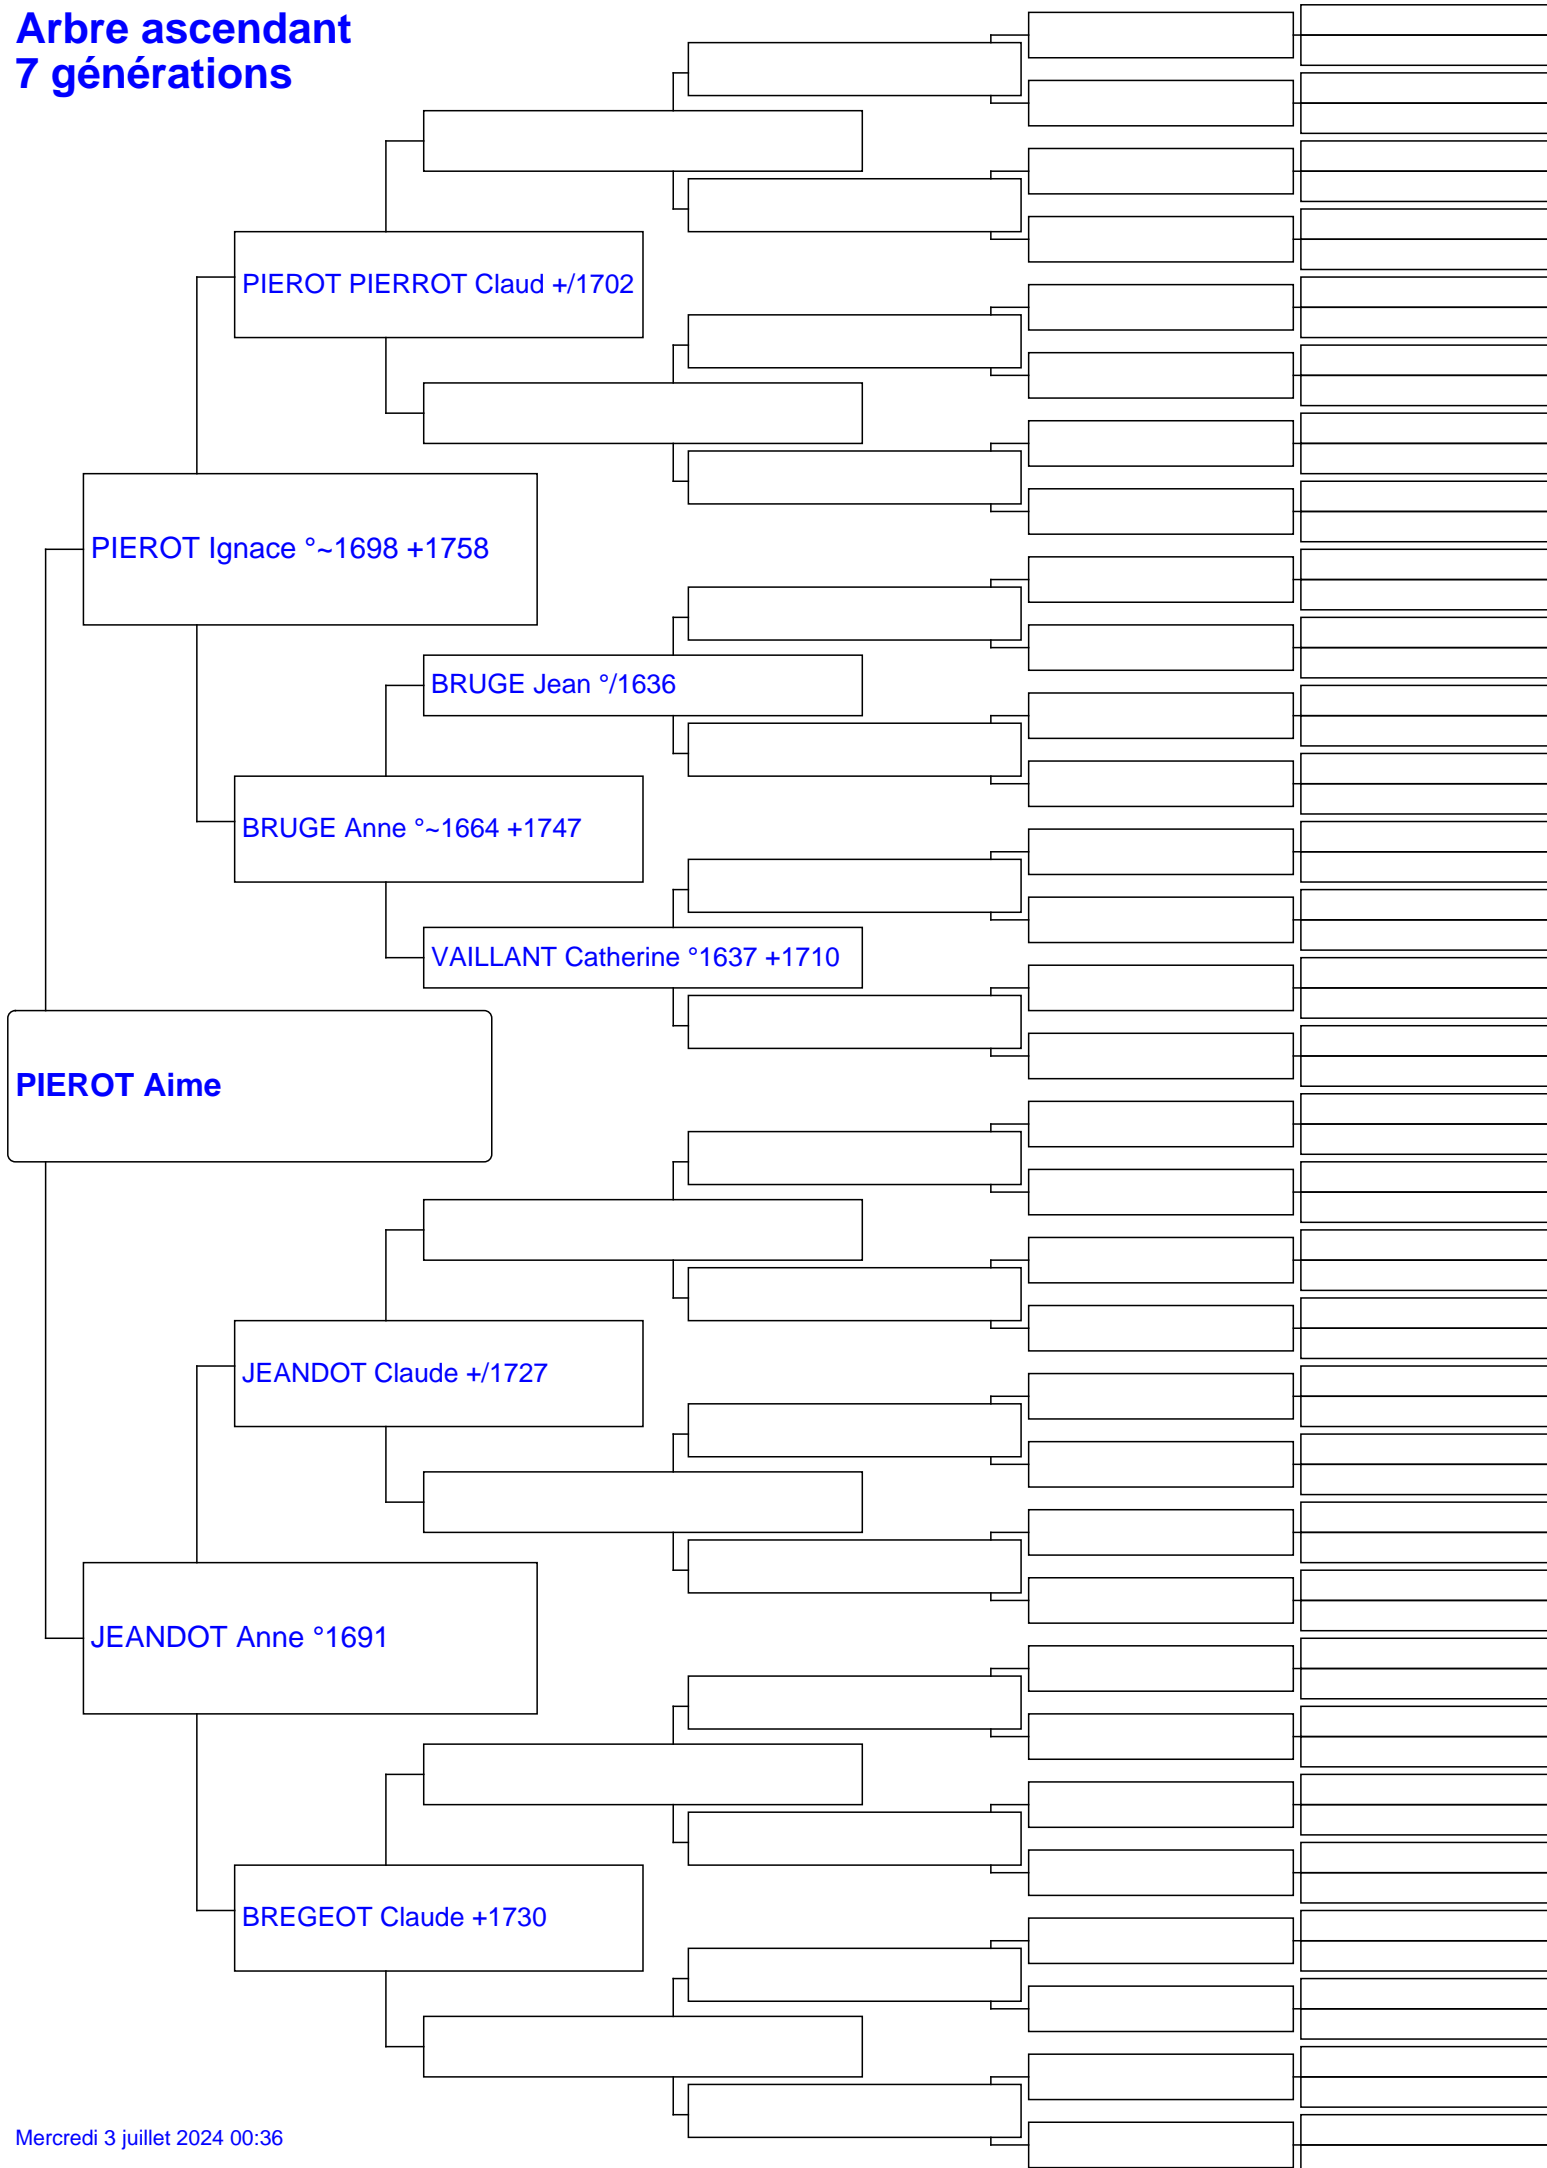 Arbre ascendant
7 générations
PIEROT PIERROT Claud +/1702
PIEROT Ignace °~1698 +1758
BRUGE Jean °/1636
BRUGE Anne °~1664 +1747
VAILLANT Catherine °1637 +1710
PIEROT Aime
JEANDOT Claude +/1727
JEANDOT Anne °1691
BREGEOT Claude +1730
Mercredi 3 juillet 2024 00:36